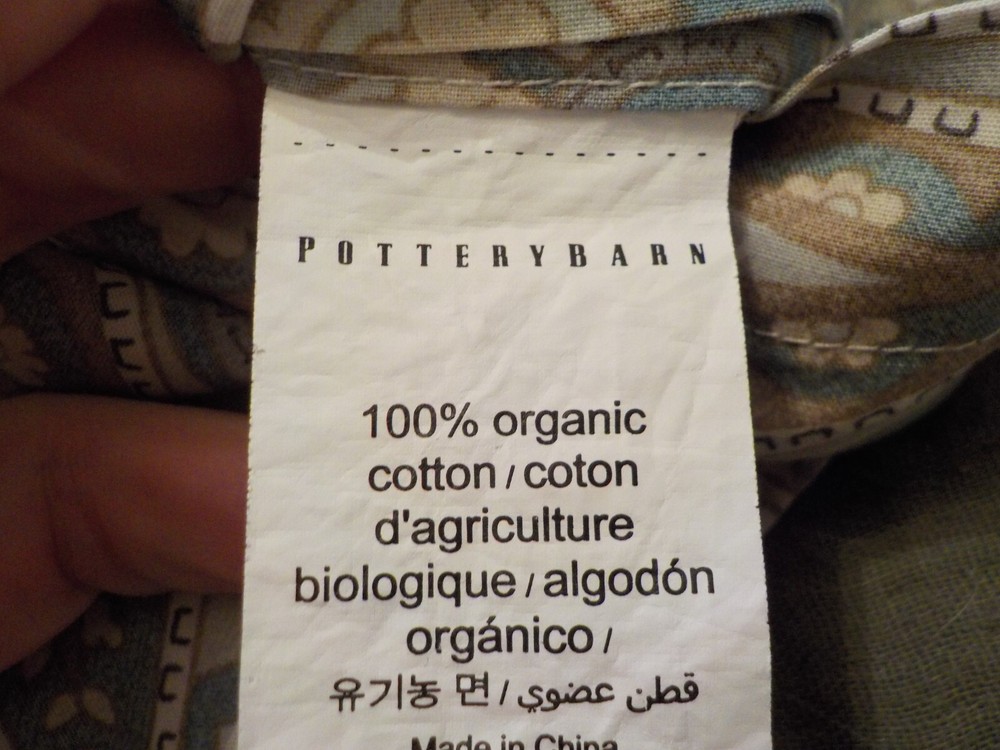 POTTERYBARN
100% organic
cotton / coton
d'agriculture
biologique / algodón
orgánico /
유기농 면 / قطن عضوي
Made in China